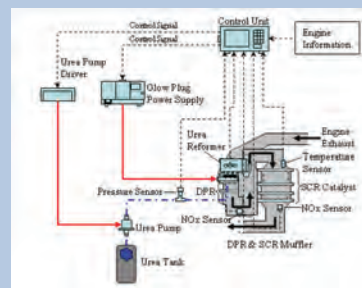 Control Signal
Control Unit
Control Signal
Urea Pump
Driver
Glow Plug
Power Supply
Engine
Information.
Urea
Reformer
Engine
Exhaust
Temperature
Sensor
Pressure Sensor
DPR
SCR Catalyst
NOx Sensor
NOx Sensor
Urea Pump
DPR & SCR Muffler
Urea Tank